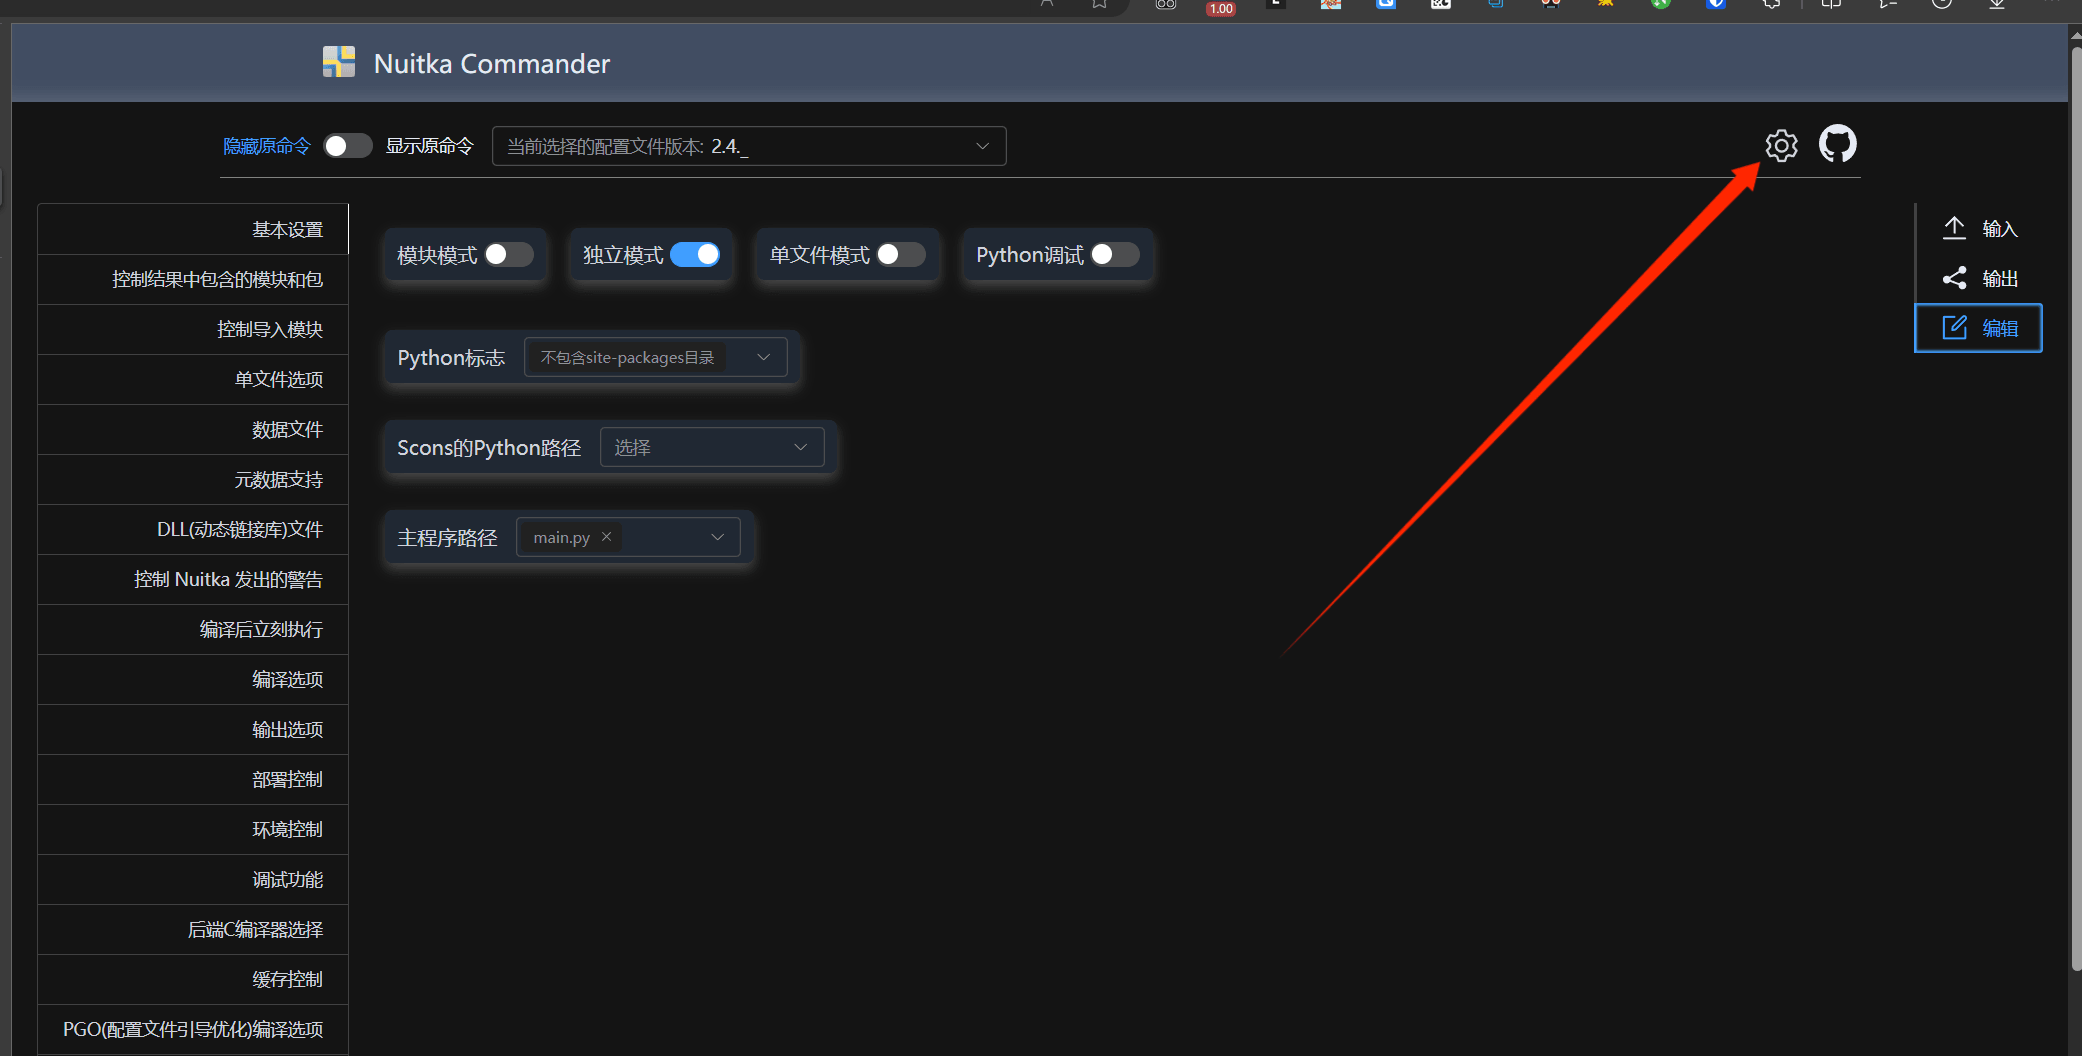 1.00
Nuitka Commander
隐藏原命令 显示原命令 当前选择的配置文件版本: 2.4._
基本设置
控制结果中包含的模块和包
控制导入模块
单文件选项
数据文件
元数据支持
DLL(动态链接库)文件
控制 Nuitka 发出的警告
编译后立刻执行
编译选项
输出选项
部署控制
环境控制
调试功能
后端C编译器选择
缓存控制
PGO(配置文件引导优化)编译选项
模块模式 独立模式 单文件模式 Python调试
Python标志 不包含site-packages目录
Scons的Python路径 选择
主程序路径 main.py
输入
输出
编辑